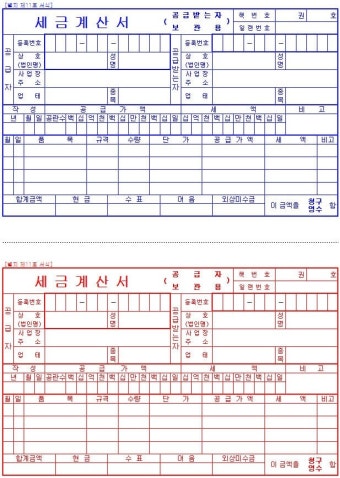 [별지 제11호 서식]
세금계산서 ( 공급받는자 보관용 ) 책번호 권 호
일련번호
공급자 등록번호 - - 공급받는자 등록번호 - -
상호(법인명) 성명 상호(법인명) 성명
사업장주소 사업장주소
업태 종목 업태 종목
작성 공급가액 세액 비고
년 월 일 공란수 백 십 억 천 백 십 만 천 백 십 일 십 억 천 백 십 만 천 백 십 일
월 일 품목 규격 수량 단가 공급가액 세액 비고
합계금액 현금 수표 어음 외상미수금 이 금액을 청구 영수 함
[별지 제11호 서식]
세금계산서 ( 공급자 보관용 ) 책번호 권 호
일련번호
공급자 등록번호 - - 공급받는자 등록번호 - -
상호(법인명) 성명 상호(법인명) 성명
사업장주소 사업장주소
업태 종목 업태 종목
작성 공급가액 세액 비고
년 월 일 공란수 백 십 억 천 백 십 만 천 백 십 일 십 억 천 백 십 만 천 백 십 일
월 일 품목 규격 수량 단가 공급가액 세액 비고
합계금액 현금 수표 어음 외상미수금 이 금액을 청구 영수 함